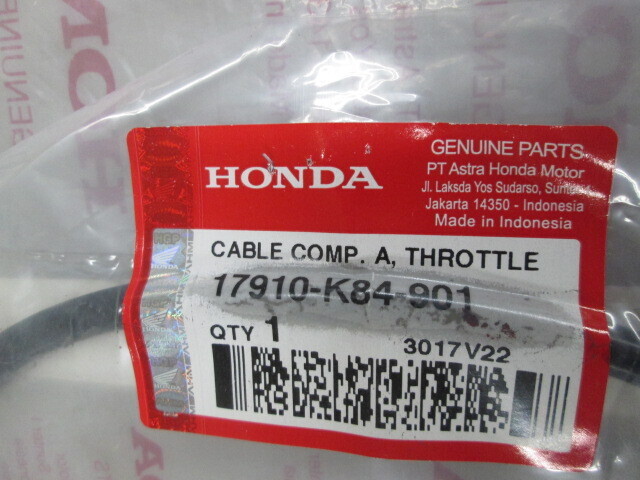 HONDA
GENUINE PARTS
PT Astra Honda Motor
Jl. Laksda Yos Sudarso, Sunter I
Jakarta 14350 - Indonesia
Made in Indonesia
CABLE COMP. A, THROTTLE
17910-K84-901
QTY 1
3017V22